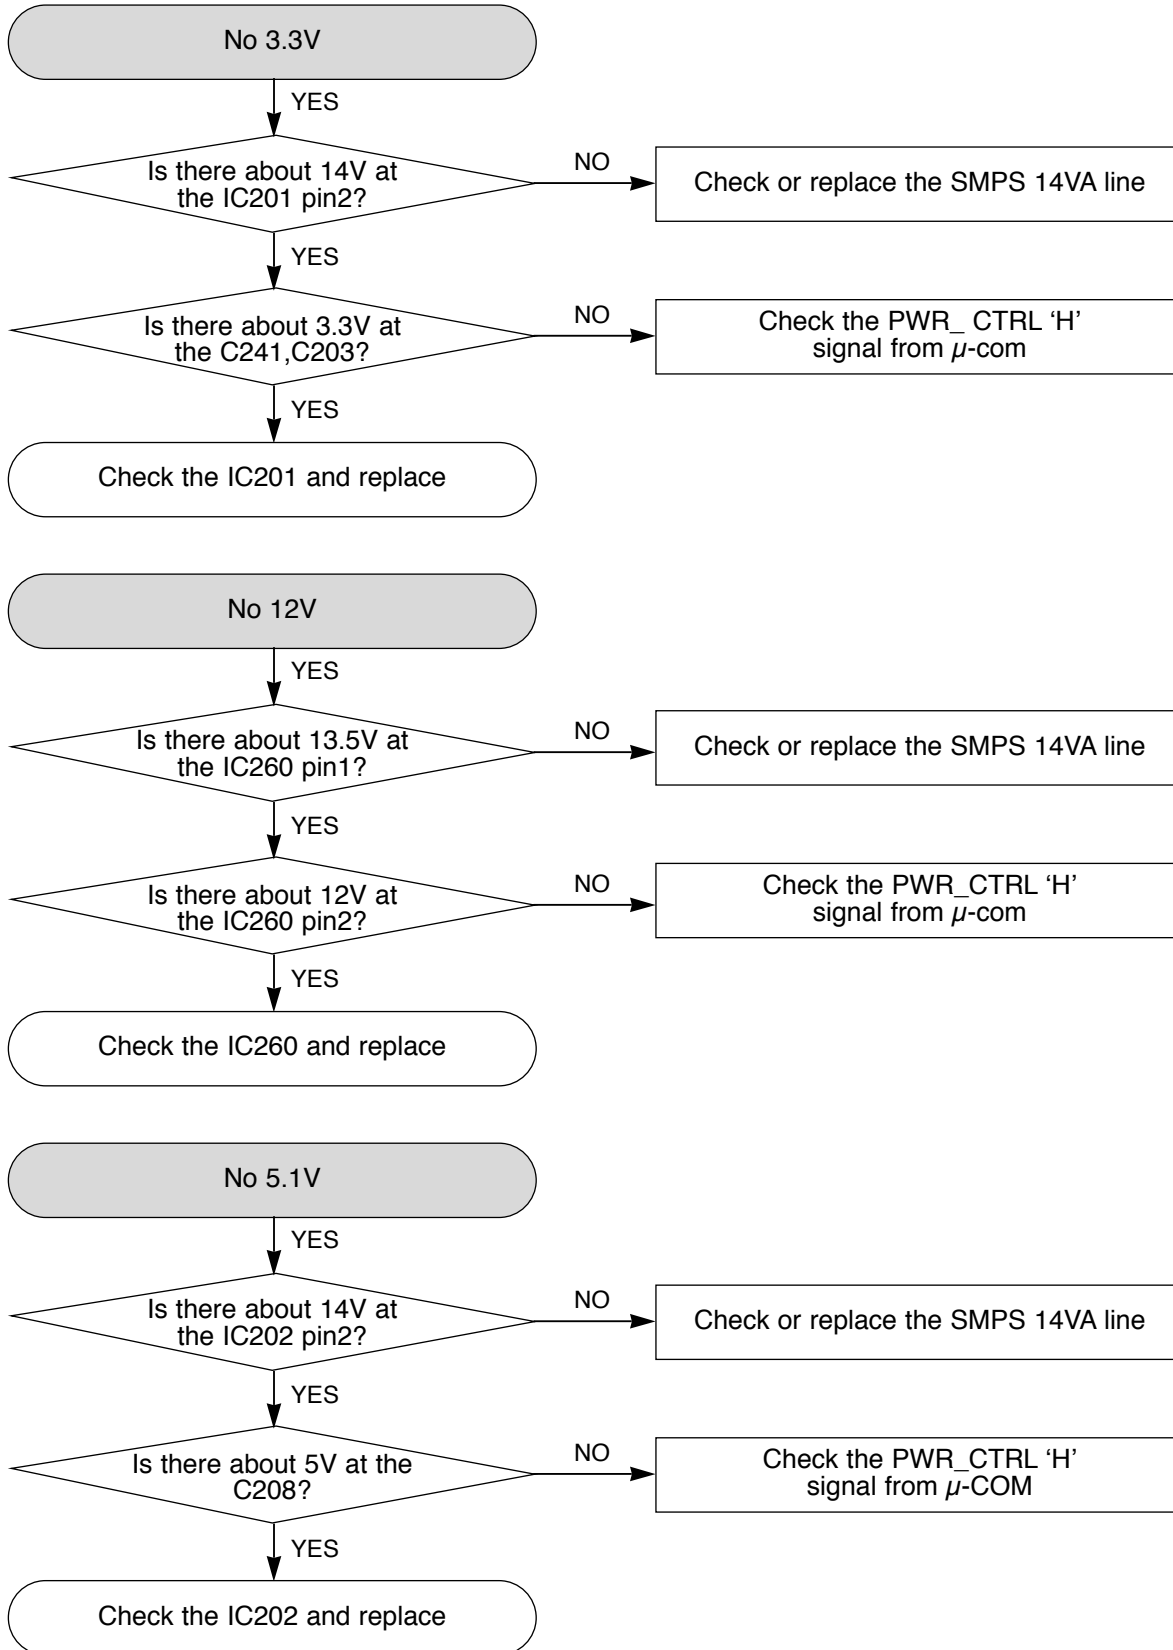 No 3.3V
YES
Is there about 14V at
the IC201 pin2?
NO
Check or replace the SMPS 14VA line
YES
Is there about 3.3V at
the C241,C203?
NO
Check the PWR_ CTRL ‘H’
signal from μ-com
YES
Check the IC201 and replace
No 12V
YES
Is there about 13.5V at
the IC260 pin1?
NO
Check or replace the SMPS 14VA line
YES
Is there about 12V at
the IC260 pin2?
NO
Check the PWR_CTRL ‘H’
signal from μ-com
YES
Check the IC260 and replace
No 5.1V
YES
Is there about 14V at
the IC202 pin2?
NO
Check or replace the SMPS 14VA line
YES
Is there about 5V at the
C208?
NO
Check the PWR_CTRL ‘H’
signal from μ-COM
YES
Check the IC202 and replace